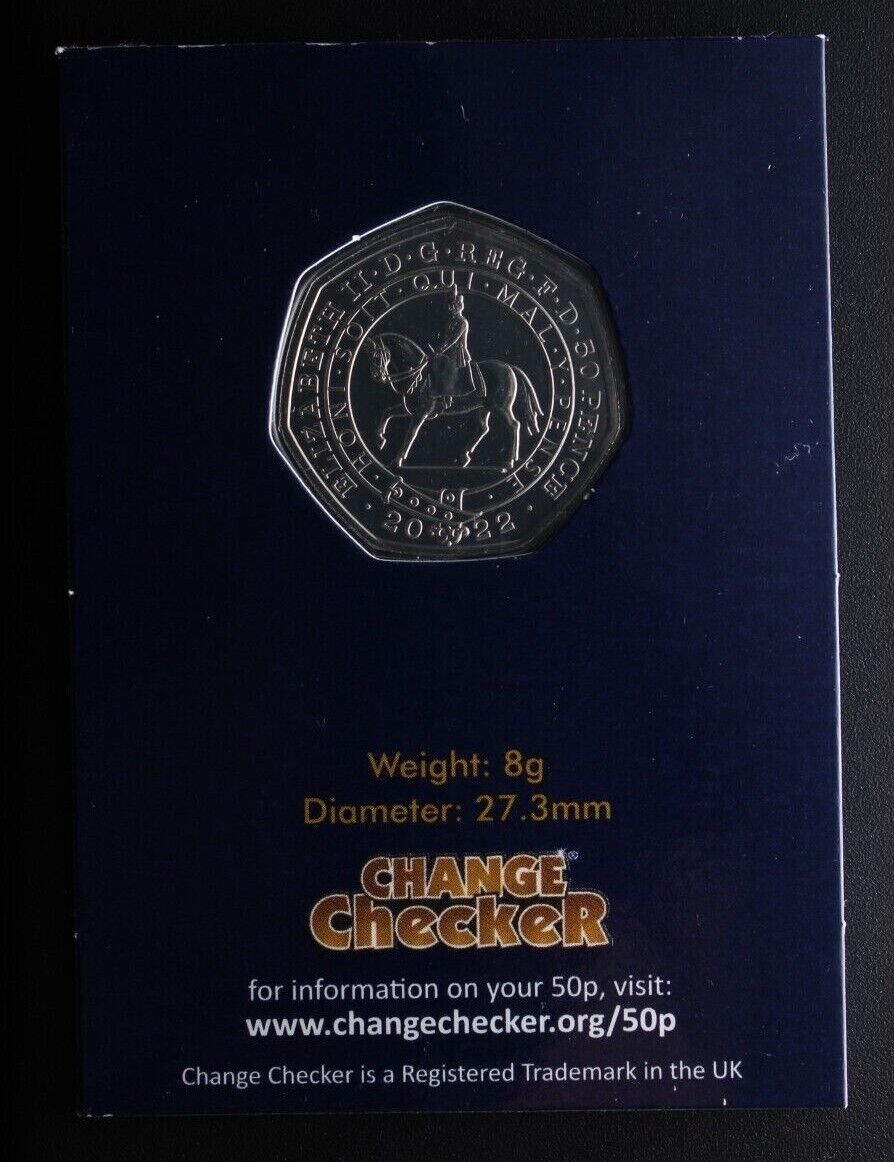 ELIZABETH II · D · G · REG · F · D · 50 PENCE
HONI · SOIT · QUI · MAL · Y · PENSE
· 2022 ·
Weight: 8g
Diameter: 27.3mm
CHANGE®
CHecKeR
for information on your 50p, visit:
www.changechecker.org/50p
Change Checker is a Registered Trademark in the UK